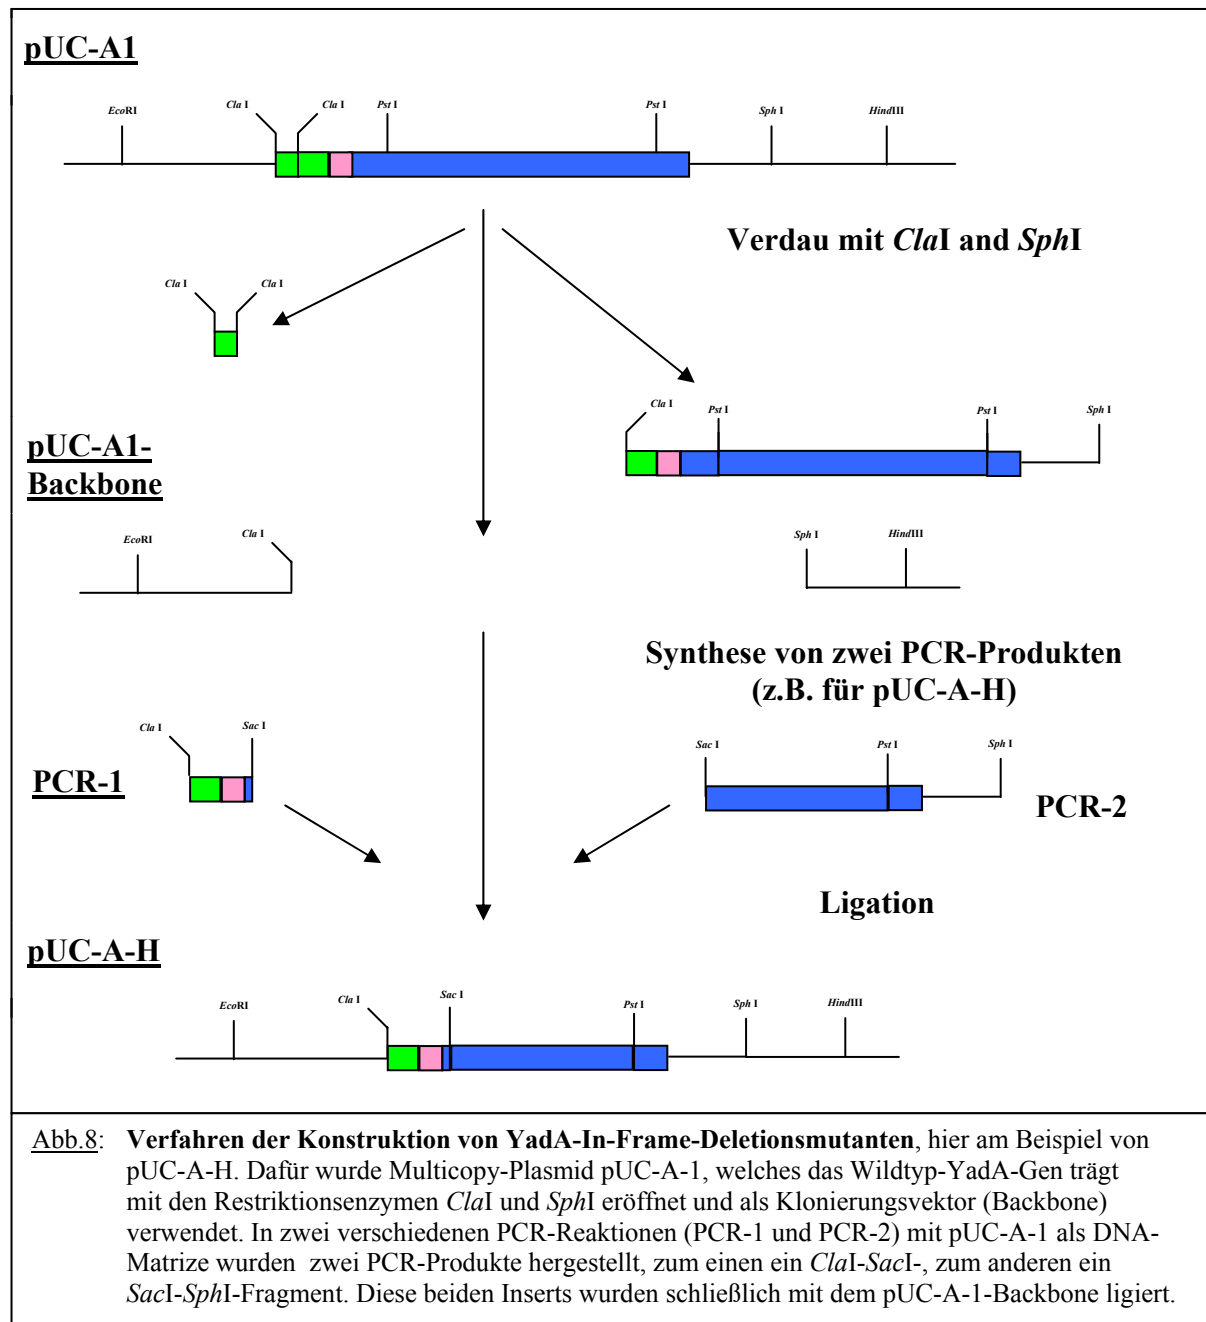 pUC-A1
EcoRI Cla I Cla I Pst I Pst I Sph I HindIII
Verdau mit ClaI and SphI
Cla I Cla I
Cla I Pst I Pst I Sph I
pUC-A1-
Backbone
EcoRI Cla I Sph I HindIII
Synthese von zwei PCR-Produkten
(z.B. für pUC-A-H)
Cla I Sac I Sac I Pst I Sph I
PCR-1
PCR-2
Ligation
pUC-A-H
EcoRI Cla I Sac I Pst I Sph I HindIII
Abb.8: Verfahren der Konstruktion von YadA-In-Frame-Deletionsmutanten, hier am Beispiel von
pUC-A-H. Dafür wurde Multicopy-Plasmid pUC-A-1, welches das Wildtyp-YadA-Gen trägt
mit den Restriktionsenzymen ClaI und SphI eröffnet und als Klonierungsvektor (Backbone)
verwendet. In zwei verschiedenen PCR-Reaktionen (PCR-1 und PCR-2) mit pUC-A-1 als DNA-
Matrize wurden zwei PCR-Produkte hergestellt, zum einen ein ClaI-SacI-, zum anderen ein
SacI-SphI-Fragment. Diese beiden Inserts wurden schließlich mit dem pUC-A-1-Backbone ligiert.